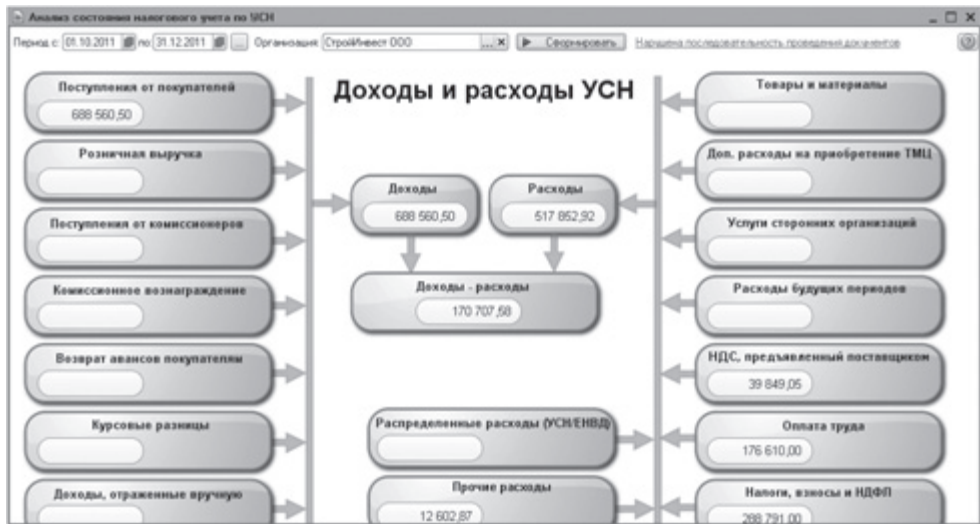 Анализ состояния налогового учета по УСН
Период с: 01.10.2011 по: 31.12.2011 ... Организация: СтройИнвест ООО ... × Сформировать Нарушена последовательность проведения документов
Доходы и расходы УСН
Поступления от покупателей
688 560,50
Розничная выручка
Поступления от комиссионеров
Комиссионное вознаграждение
Возврат авансов покупателям
Курсовые разницы
Доходы, отраженные вручную
Доходы
688 560,50
Расходы
517 852,92
Доходы - расходы
170 707,58
Распределенные расходы (УСН/ЕНВД)
Прочие расходы
12 602,87
Товары и материалы
Доп. расходы на приобретение ТМЦ
Услуги сторонних организаций
Расходы будущих периодов
НДС, предъявленный поставщиком
39 849,05
Оплата труда
176 610,00
Налоги, взносы и НДФЛ
288 791,00